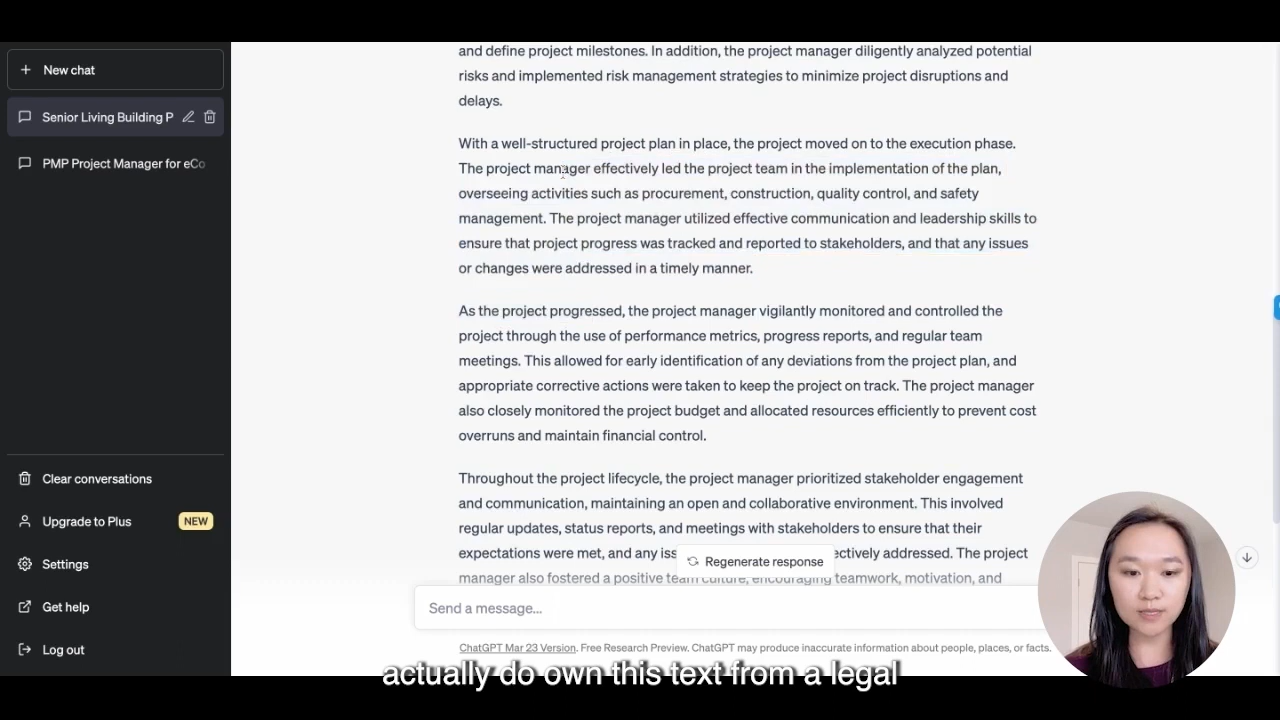 New chat
Senior Living Building P
PMP Project Manager for eCo
Clear conversations
Upgrade to Plus
NEW
Settings
Get help
Log out
and define project milestones. In addition, the project manager diligently analyzed potential
risks and implemented risk management strategies to minimize project disruptions and
delays.
With a well-structured project plan in place, the project moved on to the execution phase.
The project manager effectively led the project team in the implementation of the plan,
overseeing activities such as procurement, construction, quality control, and safety
management. The project manager utilized effective communication and leadership skills to
ensure that project progress was tracked and reported to stakeholders, and that any issues
or changes were addressed in a timely manner.
As the project progressed, the project manager vigilantly monitored and controlled the
project through the use of performance metrics, progress reports, and regular team
meetings. This allowed for early identification of any deviations from the project plan, and
appropriate corrective actions were taken to keep the project on track. The project manager
also closely monitored the project budget and allocated resources efficiently to prevent cost
overruns and maintain financial control.
Throughout the project lifecycle, the project manager prioritized stakeholder engagement
and communication, maintaining an open and collaborative environment. This involved
regular updates, status reports, and meetings with stakeholders to ensure that their
expectations were met, and any iss ectively addressed. The project
manager also fostered a positive team culture, encouraging teamwork, motivation, and
Regenerate response
Send a message...
ChatGPT Mar 23 Version. Free Research Preview. ChatGPT may produce inaccurate information about people, places, or facts.
actually do own this text from a legal